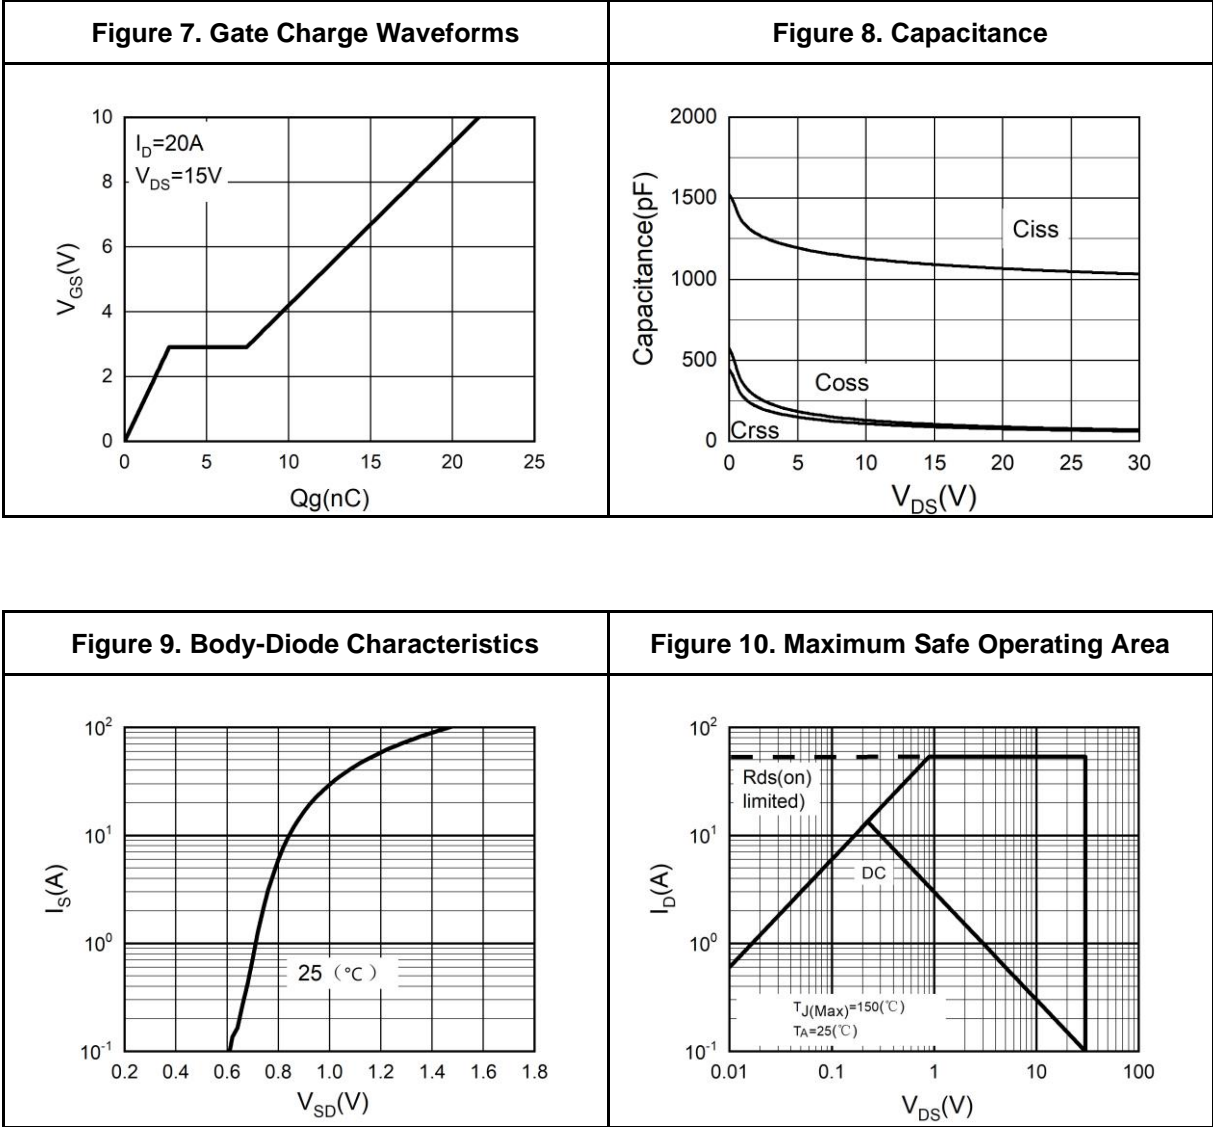 Figure 7. Gate Charge Waveforms
Figure 8. Capacitance
10
8
6
4
2
0
V_GS(V)
I_D=20A
V_DS=15V
0 5 10 15 20 25
Qg(nC)
2000
1500
1000
500
0
Capacitance(pF)
Ciss
Coss
Crss
0 5 10 15 20 25 30
V_DS(V)
Figure 9. Body-Diode Characteristics
Figure 10. Maximum Safe Operating Area
10^2
10^1
10^0
10^-1
I_S(A)
25（℃）
0.2 0.4 0.6 0.8 1.0 1.2 1.4 1.6 1.8
V_SD(V)
10^2
10^1
10^0
10^-1
I_D(A)
Rds(on)
limited)
DC
T_J(Max)=150(℃)
TA=25(℃)
0.01 0.1 1 10 100
V_DS(V)